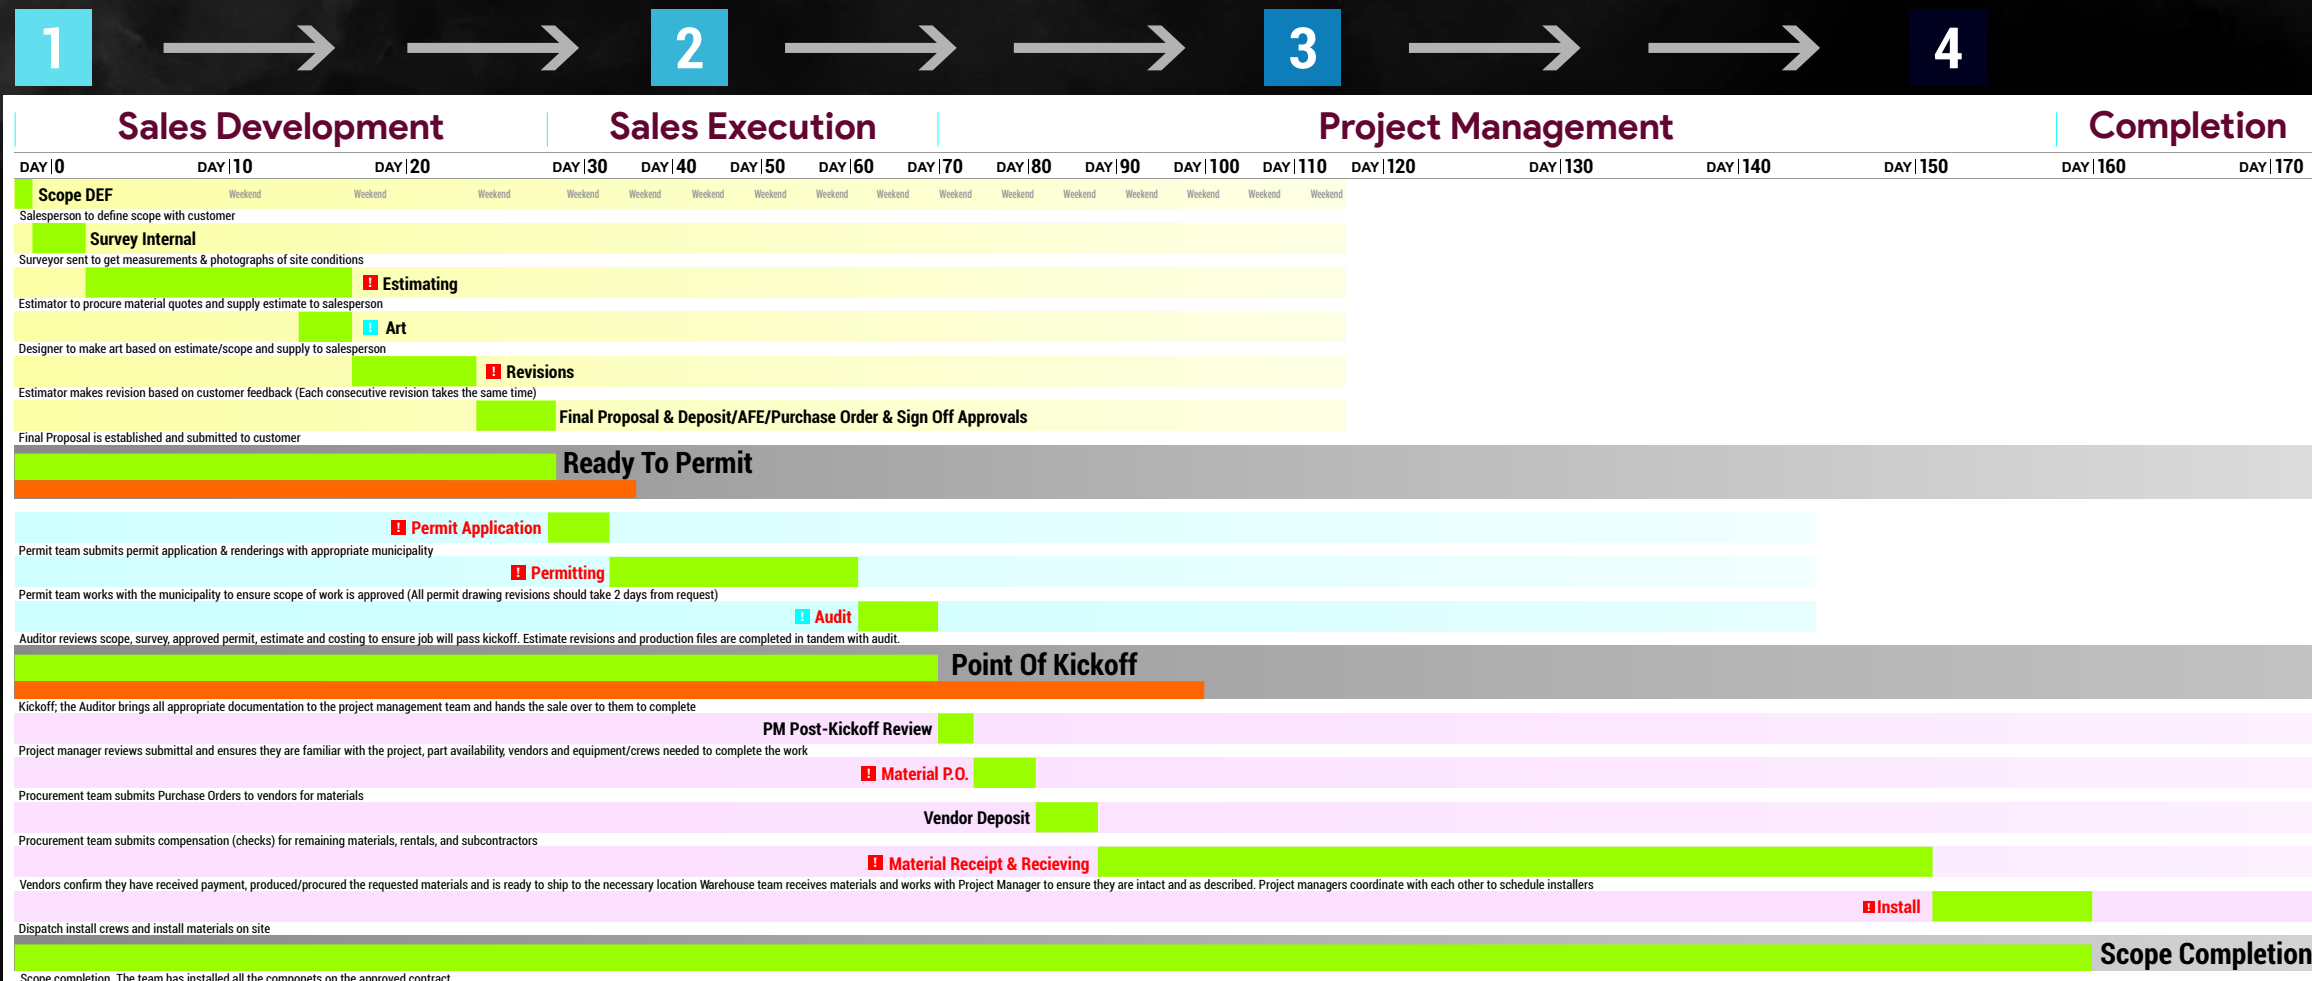 1 2 3 4
Sales Development Sales Execution Project Management Completion
DAY 0 DAY 10 DAY 20 DAY 30 DAY 40 DAY 50 DAY 60 DAY 70 DAY 80 DAY 90 DAY 100 DAY 110 DAY 120 DAY 130 DAY 140 DAY 150 DAY 160 DAY 170
Scope DEF Weekend Weekend Weekend Weekend Weekend Weekend Weekend Weekend Weekend Weekend Weekend Weekend Weekend Weekend Weekend Weekend
Salesperson to define scope with customer
Survey Internal
Surveyor sent to get measurements & photographs of site conditions
! Estimating
Estimator to procure material quotes and supply estimate to salesperson
! Art
Designer to make art based on estimate/scope and supply to salesperson
! Revisions
Estimator makes revision based on customer feedback (Each consecutive revision takes the same time)
Final Proposal & Deposit/AFE/Purchase Order & Sign Off Approvals
Final Proposal is established and submitted to customer
Ready To Permit
! Permit Application
Permit team submits permit application & renderings with appropriate municipality
! Permitting
Permit team works with the municipality to ensure scope of work is approved (All permit drawing revisions should take 2 days from request)
! Audit
Auditor reviews scope, survey, approved permit, estimate and costing to ensure job will pass kickoff. Estimate revisions and production files are completed in tandem with audit.
Point Of Kickoff
Kickoff; the Auditor brings all appropriate documentation to the project management team and hands the sale over to them to complete
PM Post-Kickoff Review
Project manager reviews submittal and ensures they are familiar with the project, part availability, vendors and equipment/crews needed to complete the work
! Material P.O.
Procurement team submits Purchase Orders to vendors for materials
Vendor Deposit
Procurement team submits compensation (checks) for remaining materials, rentals, and subcontractors
! Material Receipt & Recieving
Vendors confirm they have received payment, produced/procured the requested materials and is ready to ship to the necessary location Warehouse team receives materials and works with Project Manager to ensure they are intact and as described. Project managers coordinate with each other to schedule installers
! Install
Dispatch install crews and install materials on site
Scope Completion
Scope completion. The team has installed all the componets on the approved contract